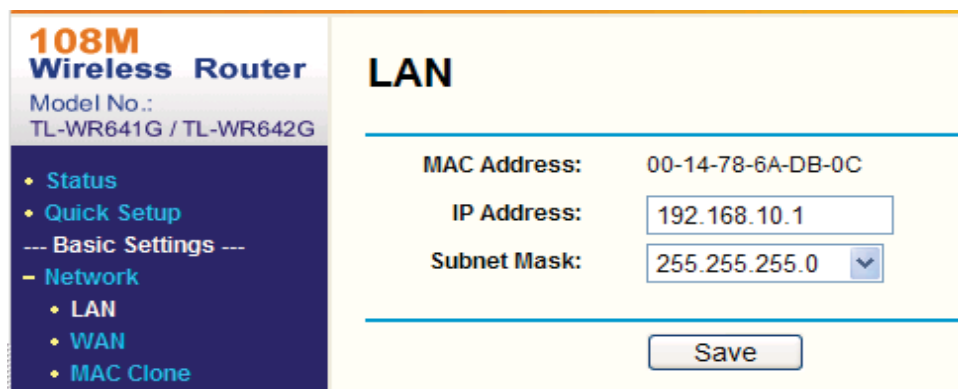 108M
Wireless Router
Model No.:
TL-WR641G / TL-WR642G
• Status
• Quick Setup
--- Basic Settings ---
– Network
• LAN
• WAN
• MAC Clone
LAN
MAC Address: 00-14-78-6A-DB-0C
IP Address: 192.168.10.1
Subnet Mask: 255.255.255.0
Save